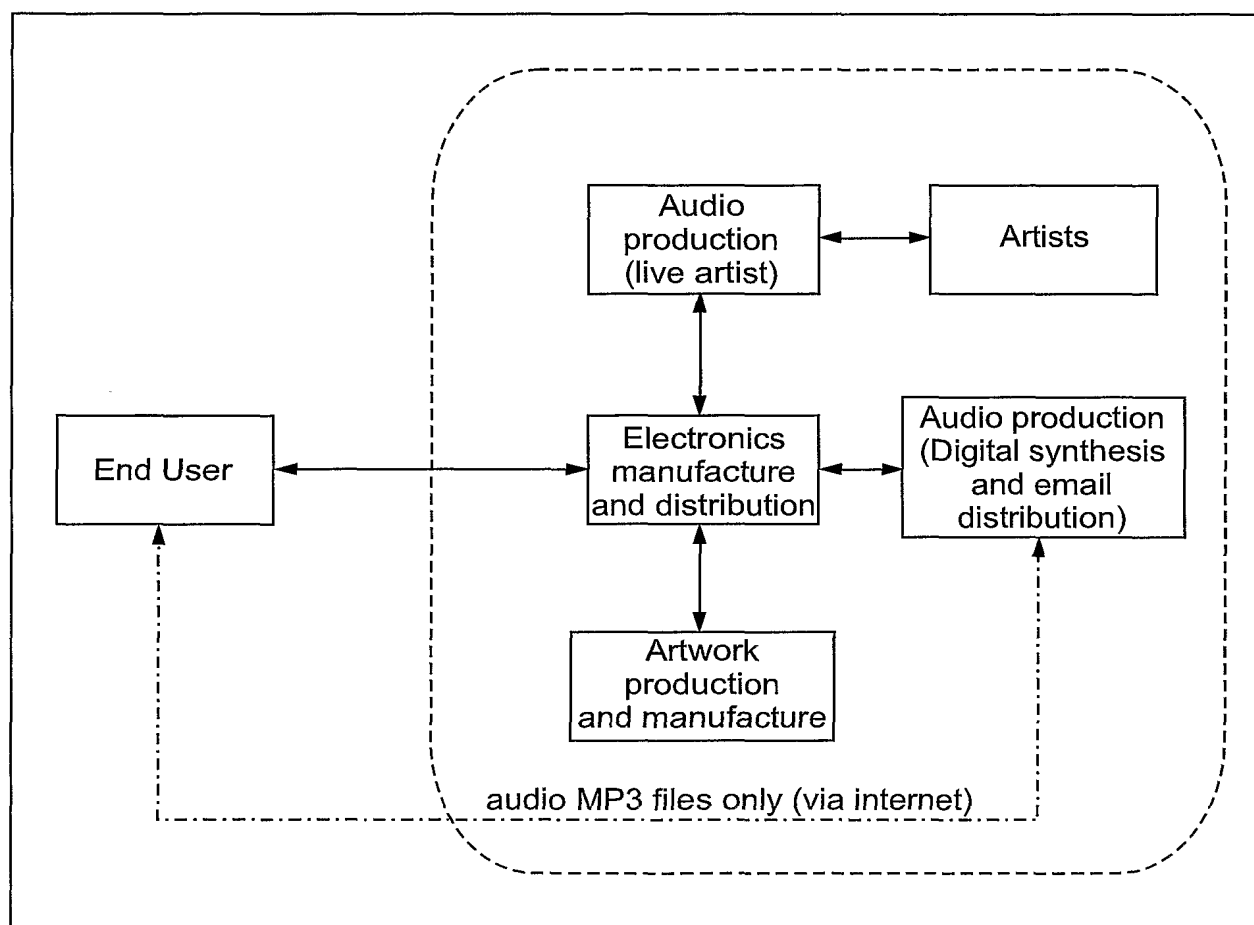 Audio
production
(live artist)
Artists
End User
Electronics
manufacture
and distribution
Audio production
(Digital synthesis
and email
distribution)
Artwork
production
and manufacture
audio MP3 files only (via internet)